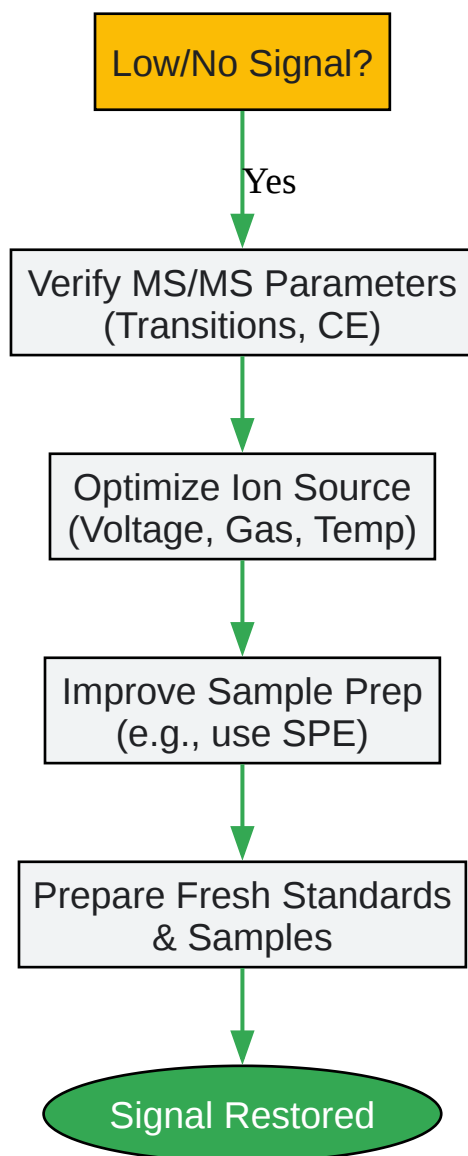 Low/No Signal?
Yes
Verify MS/MS Parameters
(Transitions, CE)
Optimize Ion Source
(Voltage, Gas, Temp)
Improve Sample Prep
(e.g., use SPE)
Prepare Fresh Standards
& Samples
Signal Restored